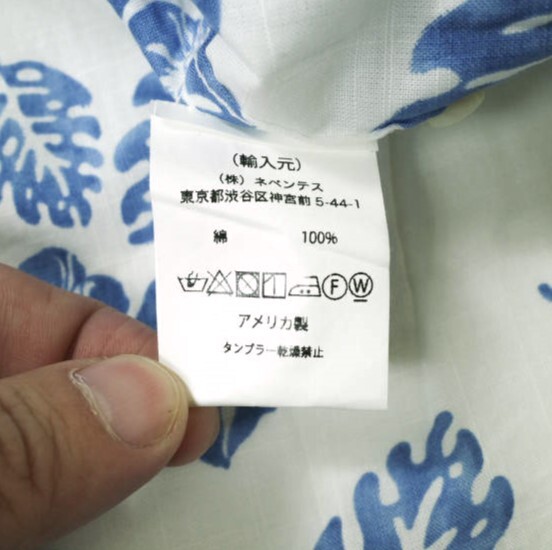 (輸入元)
(株) ネペンテス
東京都渋谷区神宮前 5-44-1
綿 100%
F W
アメリカ製
タンブラー乾燥禁止